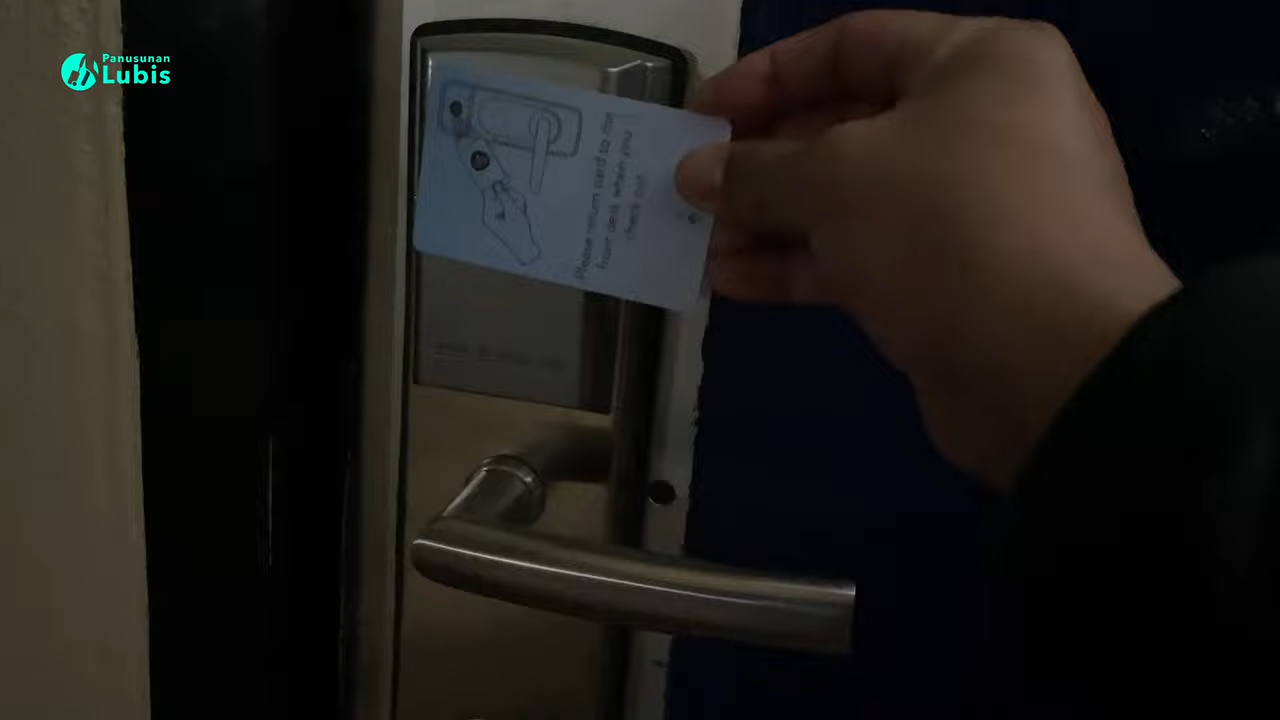 Panusunan
Lubis
Please return card to the
front desk when you
check out